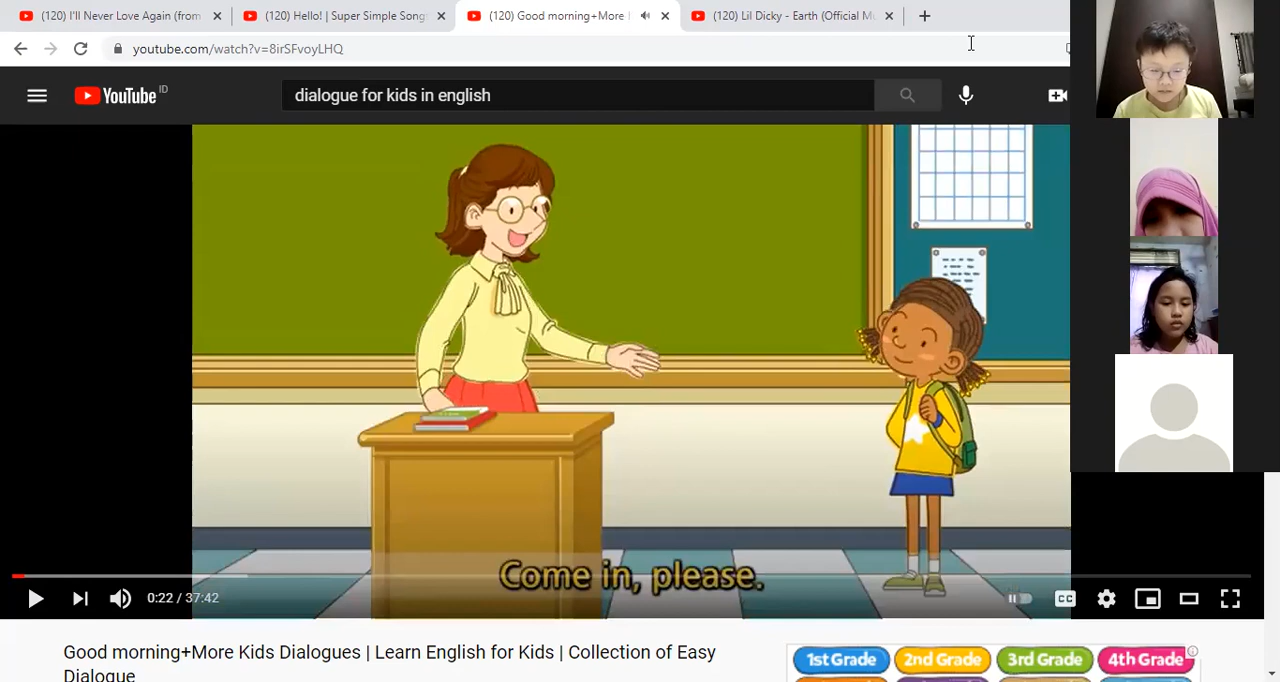 (120) I'll Never Love Again (from
(120) Hello! | Super Simple Song
(120) Good morning+More
(120) Lil Dicky - Earth (Official M
youtube.com/watch?v=8irSFvoyLHQ
YouTube ID
dialogue for kids in english
Come in, please.
0:22 / 37:42
CC
Good morning+More Kids Dialogues | Learn English for Kids | Collection of Easy
Dialogue
1st Grade 2nd Grade 3rd Grade 4th Grade